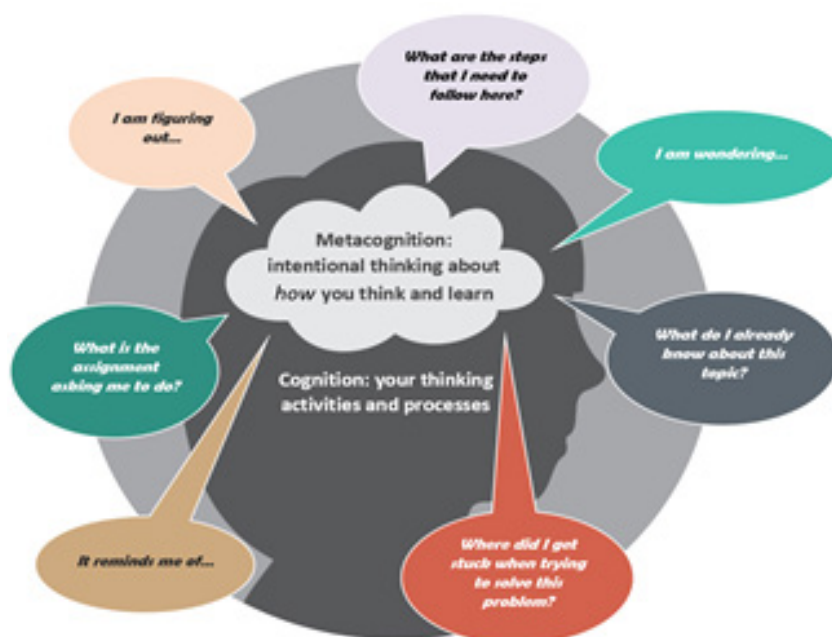 What are the steps
that I need to
follow here?
I am figuring
out...
I am wondering...
Metacognition:
intentional thinking about
how you think and learn
What is the
assignment
asking me to do?
What do I already
know about this
topic?
Cognition: your thinking
activities and processes
It reminds me of...
Where did I get
stuck when trying
to solve this
problem?